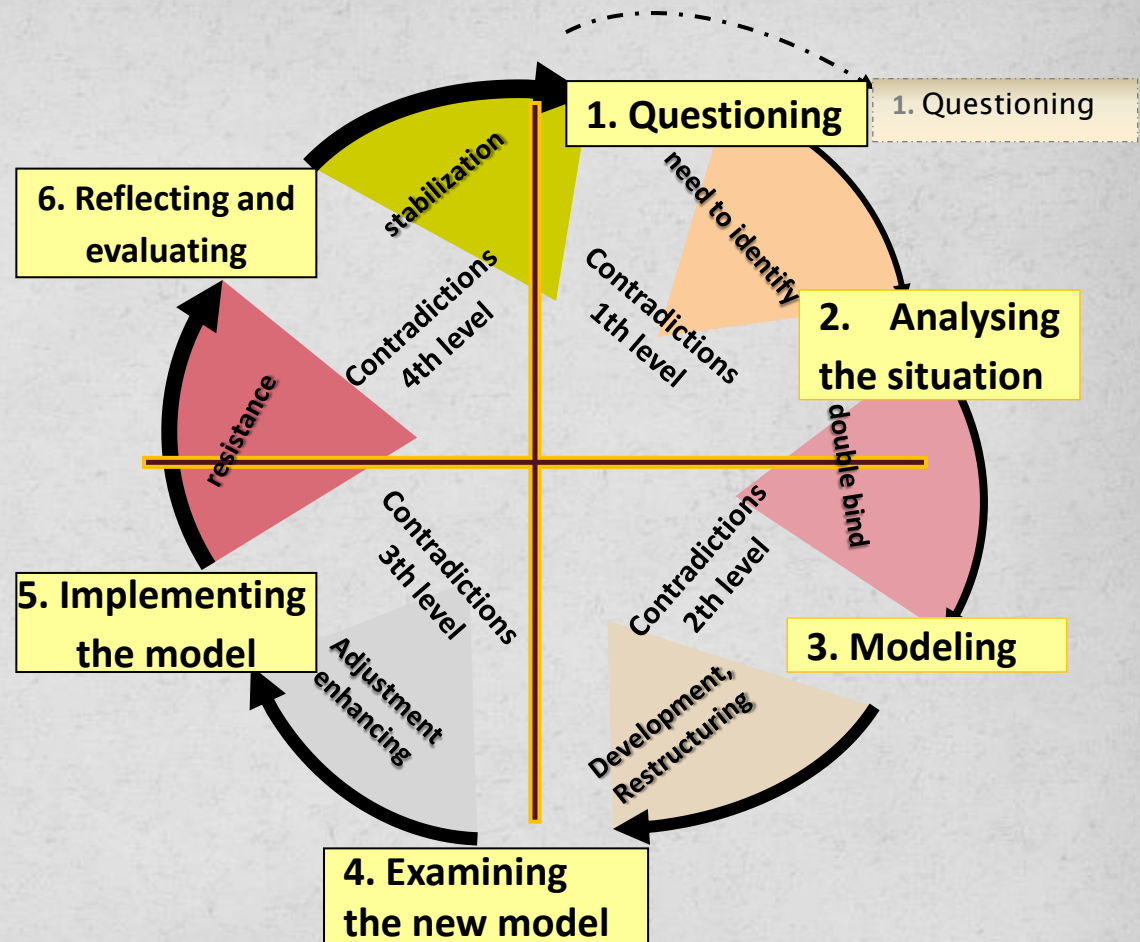 1. Questioning
1. Questioning
need to identify
Contradictions
1th level
2. Analysing
the situation
double bind
Contradictions
2th level
3. Modeling
Development,
Restructuring
4. Examining
the new model
Adjustment
enhancing
Contradictions
3th level
5. Implementing
the model
resistance
6. Reflecting and
evaluating
Contradictions
4th level
stabilization